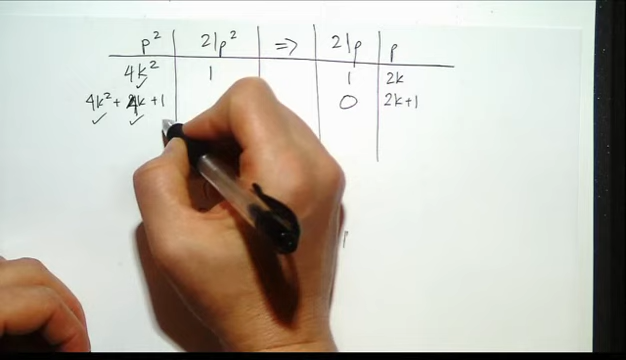 p² 2|p² => 2|p p
4k² 1 1 2k
4k² + 4k + 1 0 2k+1